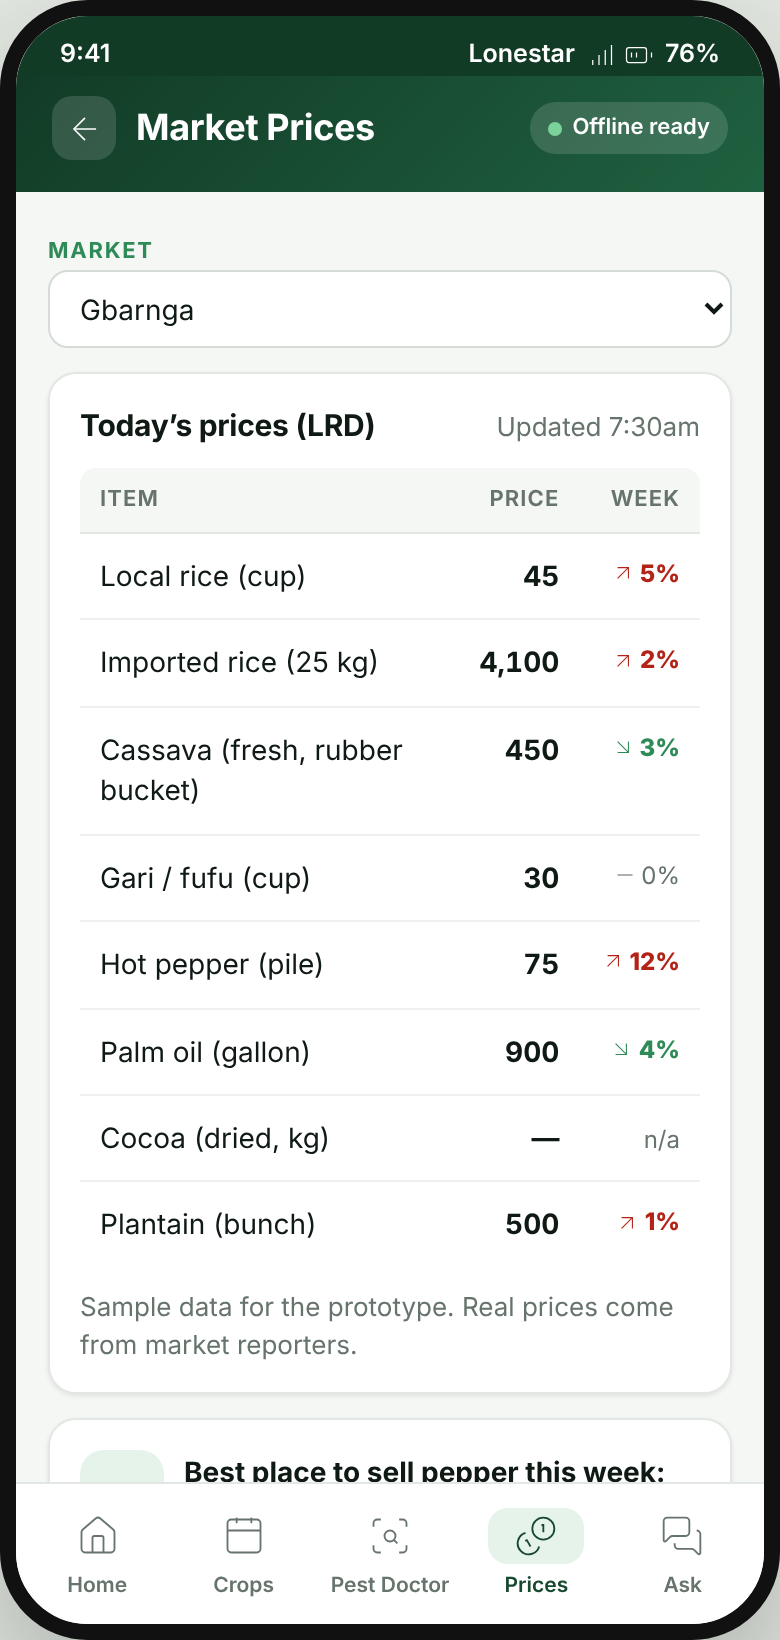 9:41
Lonestar 76%
Market Prices
Offline ready
MARKET
Gbarnga
Today’s prices (LRD)
Updated 7:30am
ITEM PRICE WEEK
Local rice (cup) 45 ↗ 5%
Imported rice (25 kg) 4,100 ↗ 2%
Cassava (fresh, rubber 450 ↘ 3%
bucket)
Gari / fufu (cup) 30 — 0%
Hot pepper (pile) 75 ↗ 12%
Palm oil (gallon) 900 ↘ 4%
Cocoa (dried, kg) — n/a
Plantain (bunch) 500 ↗ 1%
Sample data for the prototype. Real prices come
from market reporters.
Best place to sell pepper this week:
Home Crops Pest Doctor Prices Ask